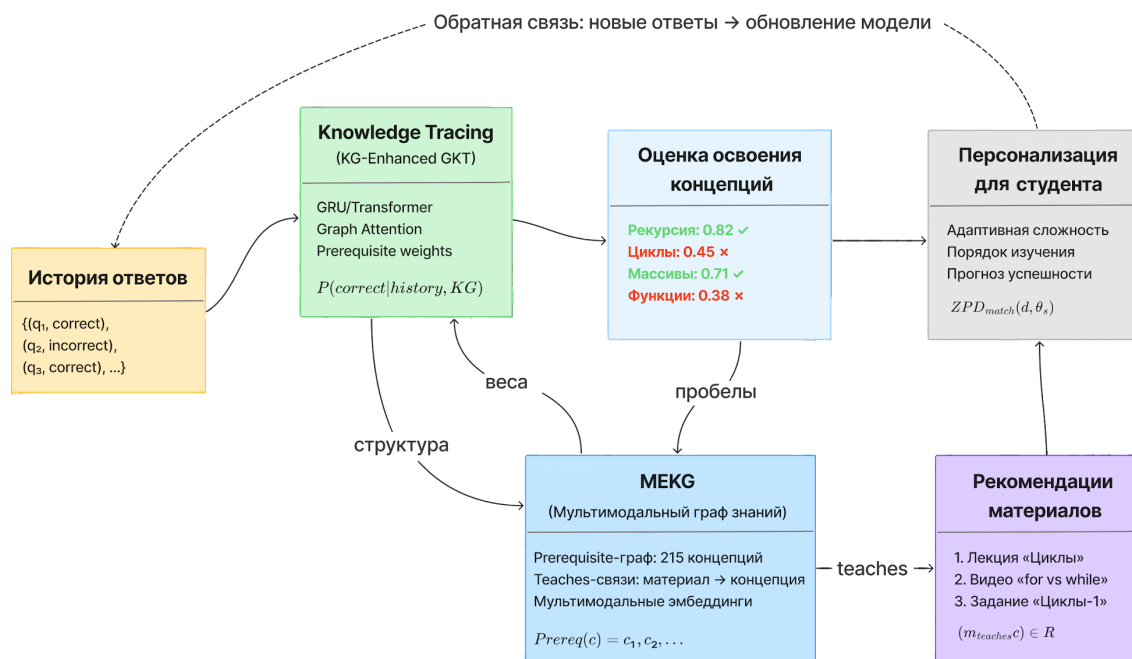 Обратная связь: новые ответы → обновление модели
Knowledge Tracing
(KG-Enhanced GKT)
GRU/Transformer
Graph Attention
Prerequisite weights
P(correct|history, KG)
Оценка освоения
концепций
Рекурсия: 0.82 ✓
Циклы: 0.45 ×
Массивы: 0.71 ✓
Функции: 0.38 ×
Персонализация
для студента
Адаптивная сложность
Порядок изучения
Прогноз успешности
ZPD_{match}(d, θ_s)
История ответов
{(q₁, correct),
(q₂, incorrect),
(q₃, correct), ...}
веса
пробелы
структура
MEKG
(Мультимодальный граф знаний)
Prerequisite-граф: 215 концепций
Teaches-связи: материал → концепция
Мультимодальные эмбеддинги
Prereq(c) = c₁, c₂, . . .
teaches
Рекомендации
материалов
1. Лекция «Циклы»
2. Видео «for vs while»
3. Задание «Циклы-1»
(m_{teaches}c) ∈ R